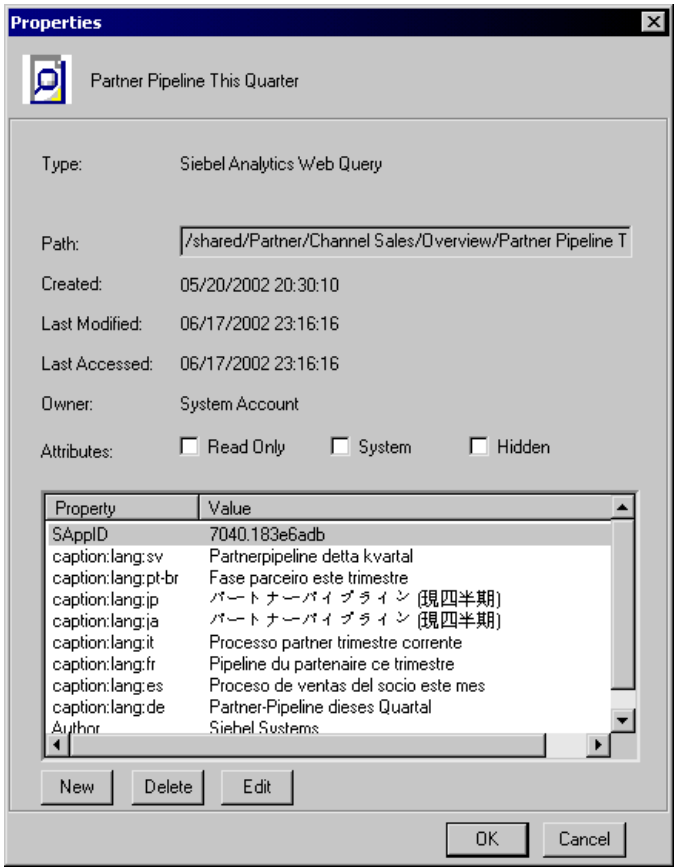 Properties
Partner Pipeline This Quarter
Type: Siebel Analytics Web Query
Path: /shared/Partner/Channel Sales/Overview/Partner Pipeline T
Created: 05/20/2002 20:30:10
Last Modified: 06/17/2002 23:16:16
Last Accessed: 06/17/2002 23:16:16
Owner: System Account
Attributes: Read Only System Hidden
Property Value
SAppID 7040.183e6adb
caption:lang:sv Partnerpipeline detta kvartal
caption:lang:pt-br Fase parceiro este trimestre
caption:lang:jp パートナーパイプライン (現四半期)
caption:lang:ja パートナーパイプライン (現四半期)
caption:lang:it Processo partner trimestre corrente
caption:lang:fr Pipeline du partenaire ce trimestre
caption:lang:es Proceso de ventas del socio este mes
caption:lang:de Partner-Pipeline dieses Quartal
Author Siebel Systems
New Delete Edit
OK Cancel